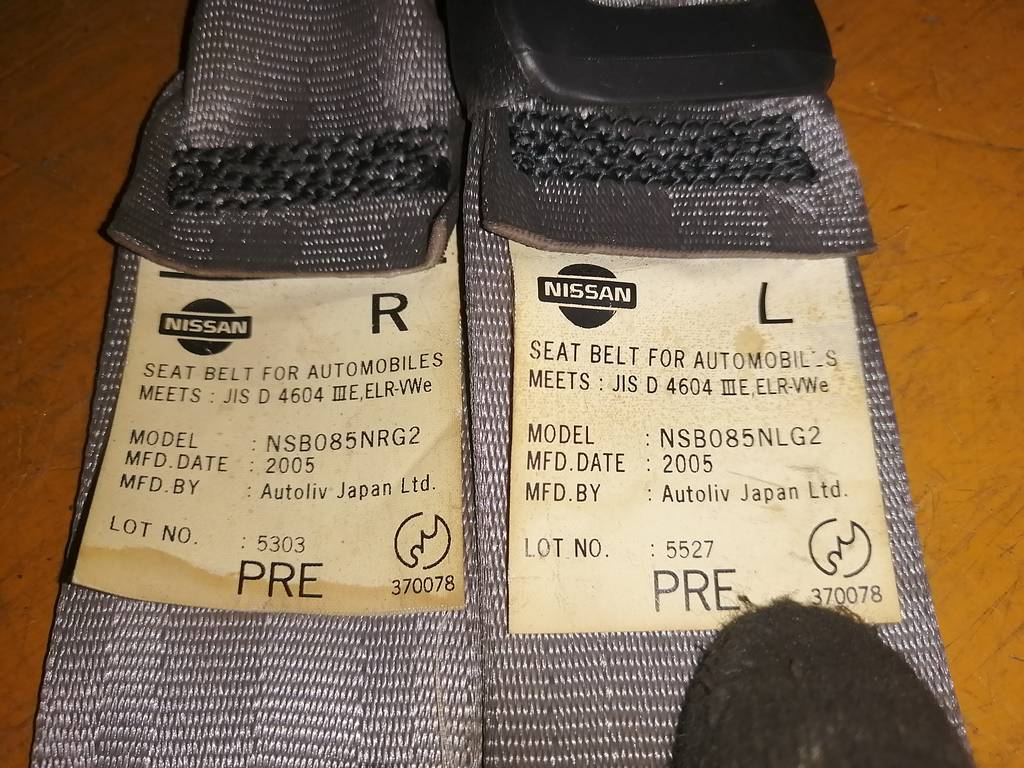 NISSAN
R
SEAT BELT FOR AUTOMOBILES
MEETS : JIS D 4604 ⅢE,ELR-VWe
MODEL : NSB085NRG2
MFD.DATE : 2005
MFD.BY : Autoliv Japan Ltd.
LOT NO. : 5303
PRE
370078
NISSAN
L
SEAT BELT FOR AUTOMOBIL S
MEETS : JIS D 4604 ⅢE,ELR-VWe
MODEL : NSB085NLG2
MFD.DATE : 2005
MFD.BY : Autoliv Japan Ltd.
LOT NO. : 5527
PRE
370078